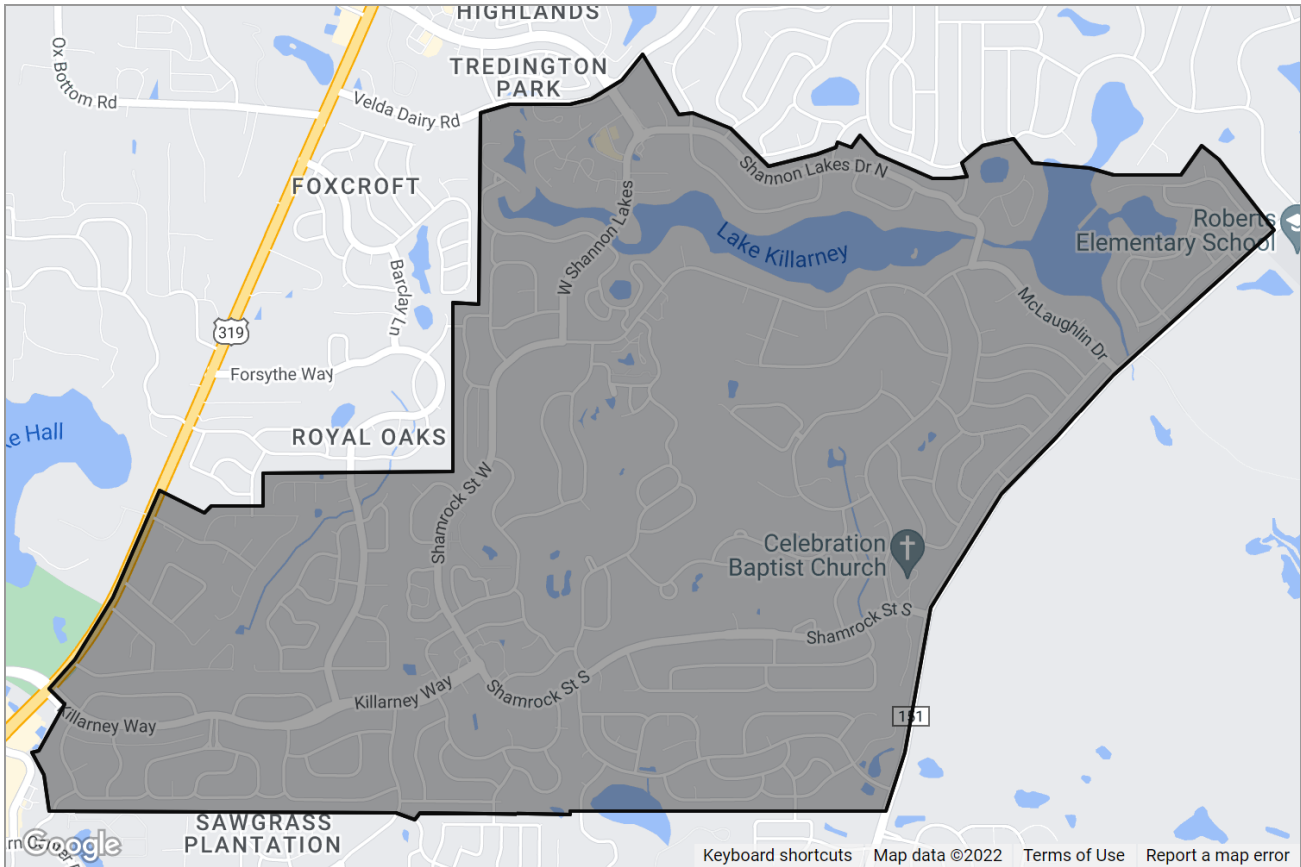 HIGHLANDS
TREDINGTON
PARK
Ox Bottom Rd
Velda Dairy Rd
FOXCROFT
Shannon Lakes Dr N
W Shannon Lakes
Lake Killarney
Roberts
Elementary School
Barclay Ln
McLaughlin Dr
319
Forsythe Way
ke Hall
ROYAL OAKS
Shamrock St W
Celebration
Baptist Church
Shamrock St S
Shamrock St S
Killarney Way
Killarney Way
151
SAWGRASS
PLANTATION
Google
Keyboard shortcuts Map data ©2022 Terms of Use Report a map error